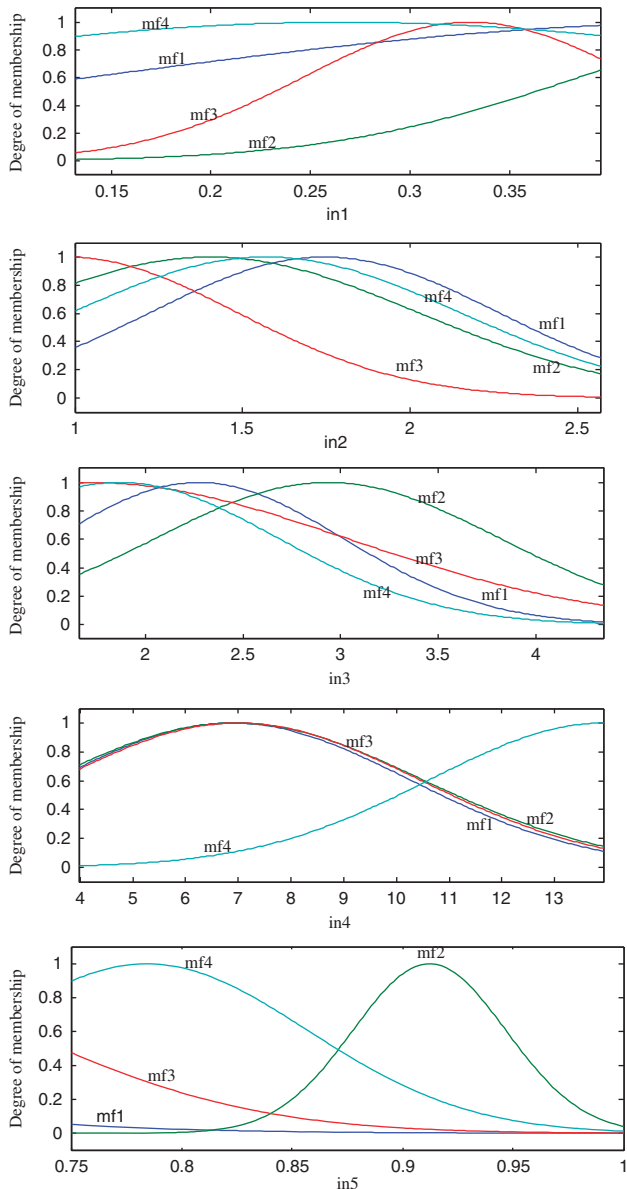 Degree of membership
1
0.8
0.6
0.4
0.2
0
mf4
mf1
mf3
mf2
0.15 0.2 0.25 0.3 0.35
in1
Degree of membership
1
0.8
0.6
0.4
0.2
0
mf4
mf1
mf3
mf2
1 1.5 2 2.5
in2
Degree of membership
1
0.8
0.6
0.4
0.2
0
mf2
mf3
mf4
mf1
2 2.5 3 3.5 4
in3
Degree of membership
1
0.8
0.6
0.4
0.2
0
mf3
mf4
mf1
mf2
4 5 6 7 8 9 10 11 12 13
in4
Degree of membership
1
0.8
0.6
0.4
0.2
0
mf2
mf4
mf3
mf1
0.75 0.8 0.85 0.9 0.95 1
in5